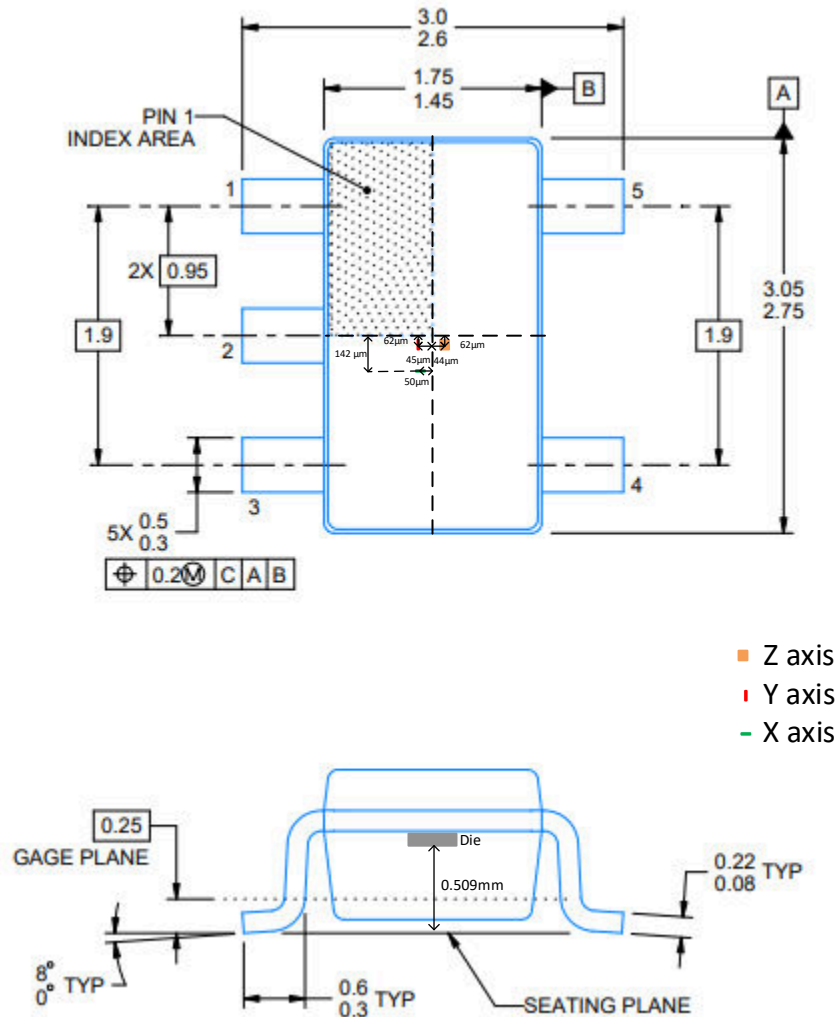 3.0
2.6
1.75
1.45
B
A
PIN 1
INDEX AREA
1
5
2X 0.95
3.05
2.75
1.9
1.9
62µm
62µm
142 µm
45µm
44µm
50µm
2
3
4
5X 0.5
0.3
⌖ 0.2Ⓜ C A B
Z axis
Y axis
X axis
0.25
GAGE PLANE
Die
0.22
0.08 TYP
0.509mm
8°
0° TYP
0.6
0.3 TYP
SEATING PLANE